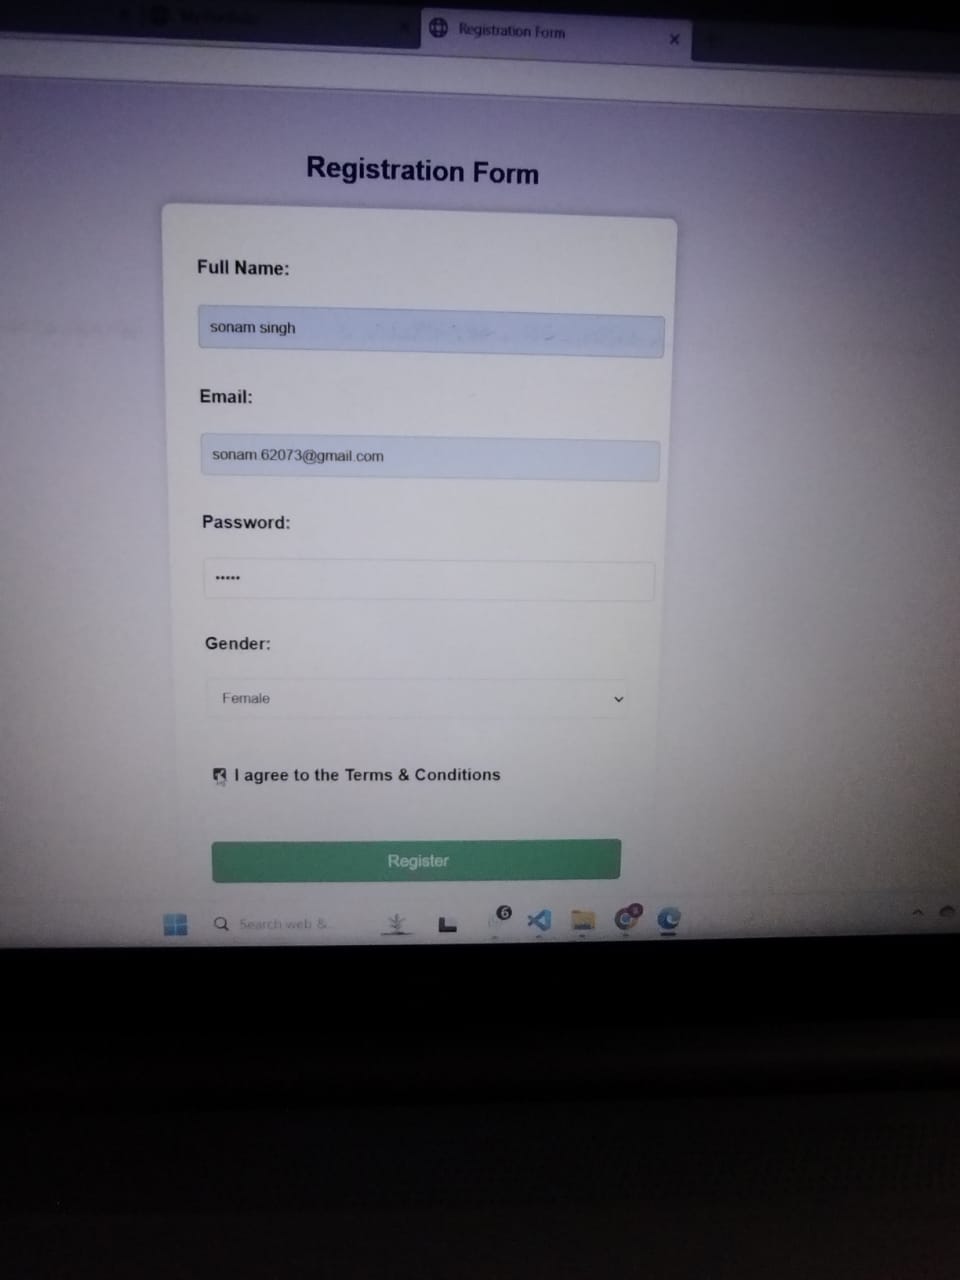 Registration Form
Registration Form
Full Name:
sonam singh
Email:
sonam.62073@gmail.com
Password:
•••••
Gender:
Female
I agree to the Terms & Conditions
Register
Search web &
6